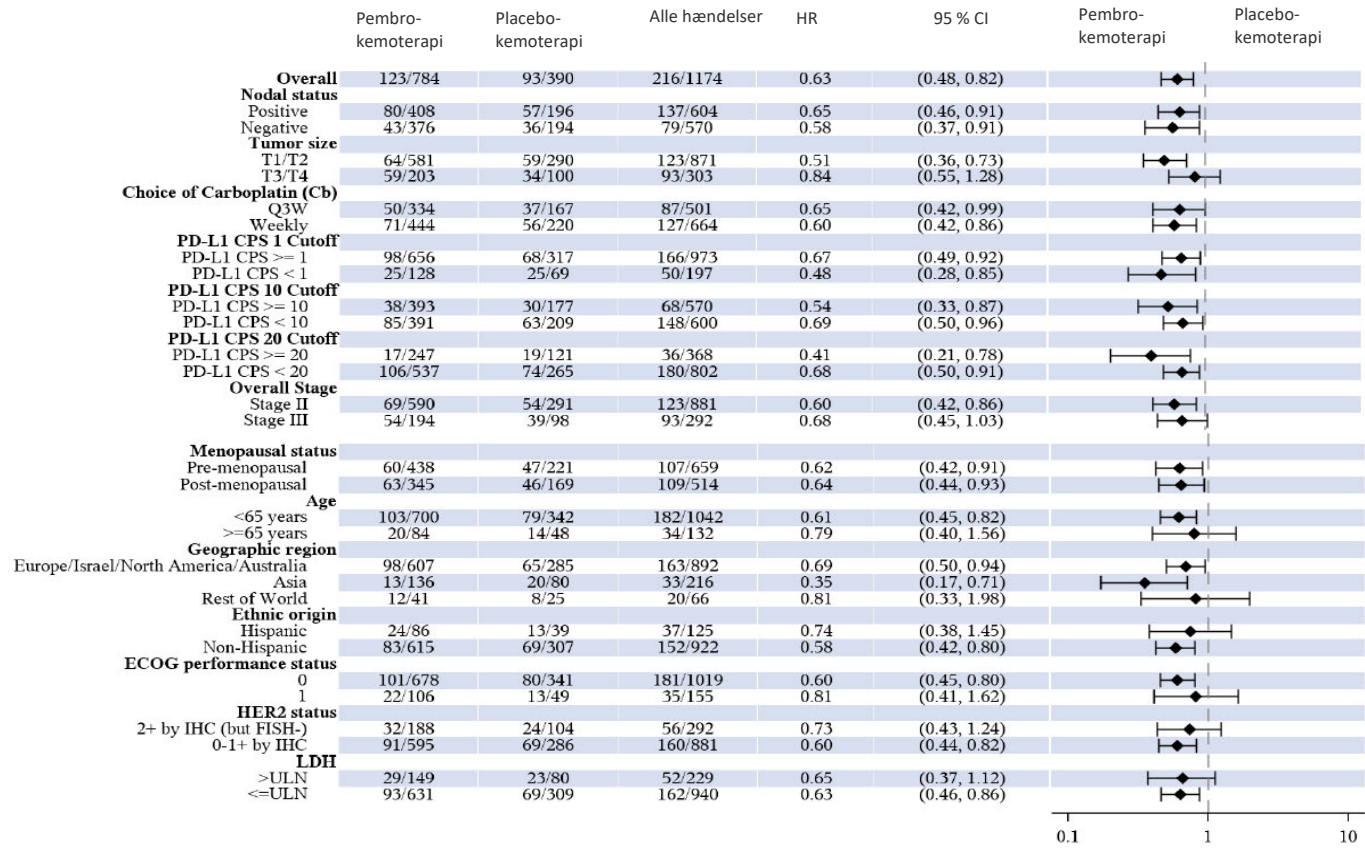 Pembro-kemoterapi Placebo-kemoterapi Alle hændelser HR 95 % CI Pembro-kemoterapi Placebo-kemoterapi
Overall 123/784 93/390 216/1174 0.63 (0.48, 0.82)
Nodal status
Positive 80/408 57/196 137/604 0.65 (0.46, 0.91)
Negative 43/376 36/194 79/570 0.58 (0.37, 0.91)
Tumor size
T1/T2 64/581 59/290 123/871 0.51 (0.36, 0.73)
T3/T4 59/203 34/100 93/303 0.84 (0.55, 1.28)
Choice of Carboplatin (Cb)
Q3W 50/334 37/167 87/501 0.65 (0.42, 0.99)
Weekly 71/444 56/220 127/664 0.60 (0.42, 0.86)
PD-L1 CPS 1 Cutoff
PD-L1 CPS >= 1 98/656 68/317 166/973 0.67 (0.49, 0.92)
PD-L1 CPS < 1 25/128 25/69 50/197 0.48 (0.28, 0.85)
PD-L1 CPS 10 Cutoff
PD-L1 CPS >= 10 38/393 30/177 68/570 0.54 (0.33, 0.87)
PD-L1 CPS < 10 85/391 63/209 148/600 0.69 (0.50, 0.96)
PD-L1 CPS 20 Cutoff
PD-L1 CPS >= 20 17/247 19/121 36/368 0.41 (0.21, 0.78)
PD-L1 CPS < 20 106/537 74/265 180/802 0.68 (0.50, 0.91)
Overall Stage
Stage II 69/590 54/291 123/881 0.60 (0.42, 0.86)
Stage III 54/194 39/98 93/292 0.68 (0.45, 1.03)
Menopausal status
Pre-menopausal 60/438 47/221 107/659 0.62 (0.42, 0.91)
Post-menopausal 63/345 46/169 109/514 0.64 (0.44, 0.93)
Age
<65 years 103/700 79/342 182/1042 0.61 (0.45, 0.82)
>=65 years 20/84 14/48 34/132 0.79 (0.40, 1.56)
Geographic region
Europe/Israel/North America/Australia 98/607 65/285 163/892 0.69 (0.50, 0.94)
Asia 13/136 20/80 33/216 0.35 (0.17, 0.71)
Rest of World 12/41 8/25 20/66 0.81 (0.33, 1.98)
Ethnic origin
Hispanic 24/86 13/39 37/125 0.74 (0.38, 1.45)
Non-Hispanic 83/615 69/307 152/922 0.58 (0.42, 0.80)
ECOG performance status
0 101/678 80/341 181/1019 0.60 (0.45, 0.80)
1 22/106 13/49 35/155 0.81 (0.41, 1.62)
HER2 status
2+ by IHC (but FISH-) 32/188 24/104 56/292 0.73 (0.43, 1.24)
0-1+ by IHC 91/595 69/286 160/881 0.60 (0.44, 0.82)
LDH
>ULN 29/149 23/80 52/229 0.65 (0.37, 1.12)
<=ULN 93/631 69/309 162/940 0.63 (0.46, 0.86)
0.1 1 10